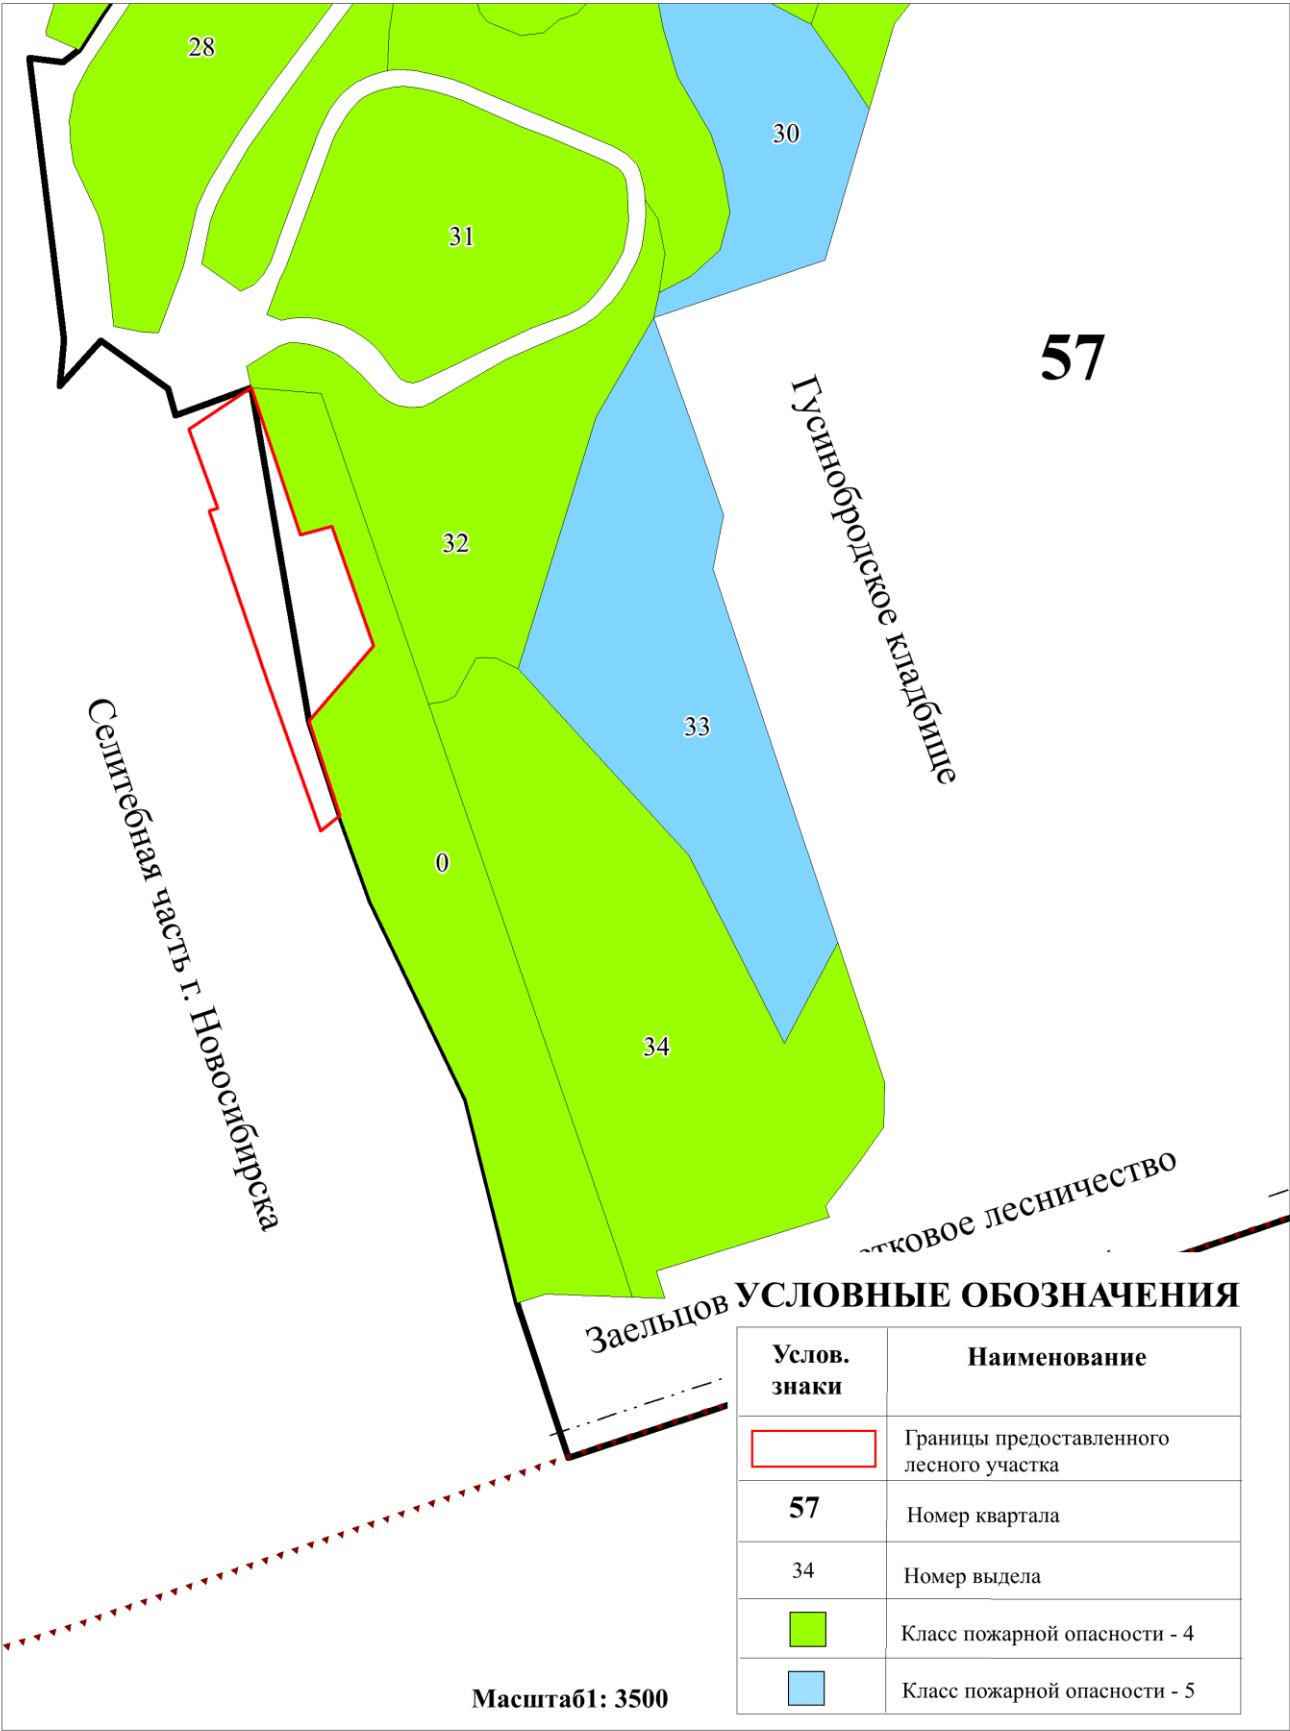 28
30
31
57
Гусинобродское кладбище
32
33
Селитебная часть г. Новосибирска
0
34
лесничество
УСЛОВНЫЕ ОБОЗНАЧЕНИЯ
Услов.
знаки
Наименование
Границы предоставленного
лесного участка
57
Номер квартала
34
Номер выдела
Класс пожарной опасности - 4
Класс пожарной опасности - 5
Масштаб1: 3500